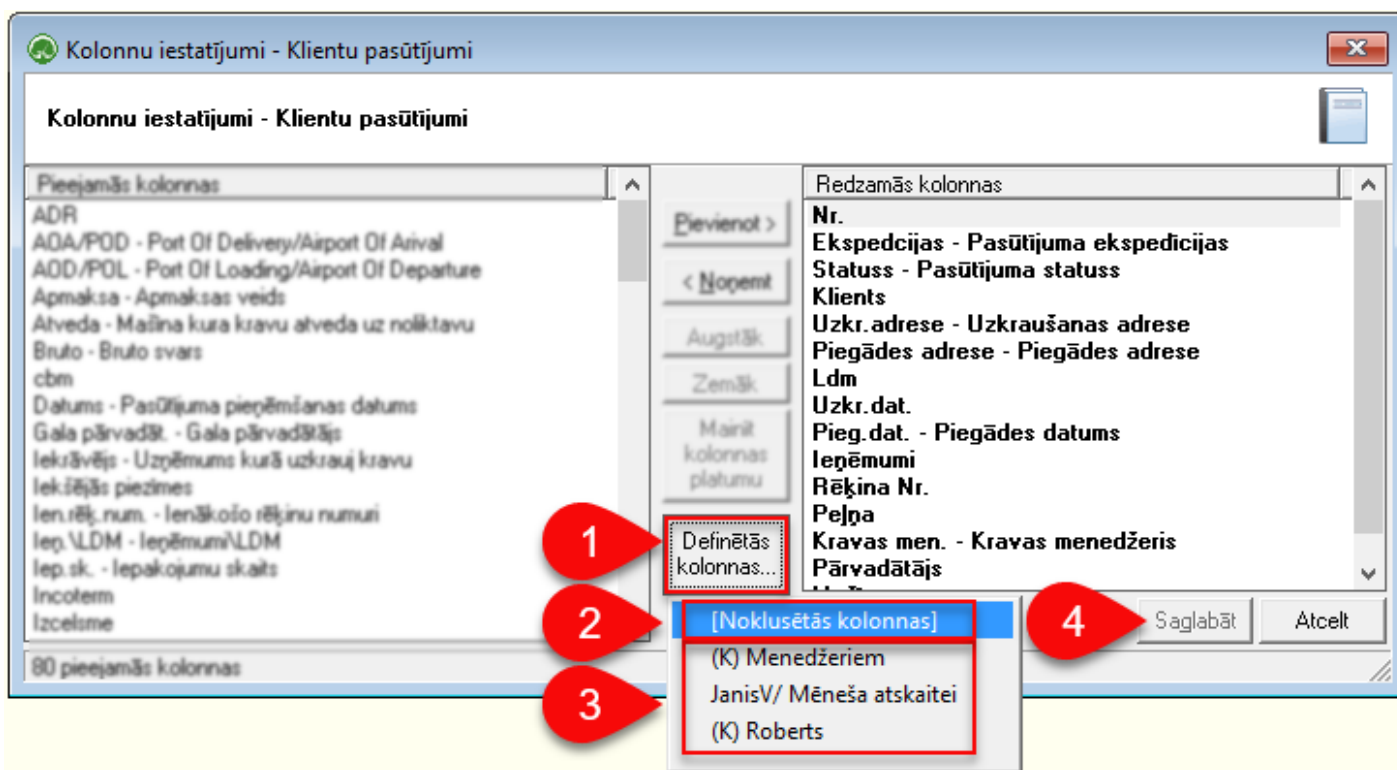 Kolonnu iestatījumi - Klientu pasūtījumi
Kolonnu iestatījumi - Klientu pasūtījumi
Pieejamās kolonnas
ADR
AOA/POD - Port Of Delivery/Airport Of Arival
AOD/POL - Port Of Loading/Airport Of Departure
Apmaksa - Apmaksas veids
Atveda - Mašīna kura kravu atveda uz noliktavu
Bruto - Bruto svars
cbm
Datums - Pasūtījuma pieņēmšanas datums
Gala pārvadāt. - Gala pārvadātājs
Iekrāvējs - Uzņēmums kurā uzkrauj kravu
Iekšējās piezīmes
Ien.rēķ.num. - Ienākošo rēķinu numuri
Ieņ.\LDM - Ieņēmumi\LDM
Iep.sk. - Iepakojumu skaits
Incoterm
Izcelsme
80 pieejamās kolonnas
Pievienot >
< Noņemt
Augstāk
Zemāk
Mainīt
kolonnas
platumu
1
Definētās
kolonnas...
2
[Noklusētās kolonnas]
(K) Menedžeriem
3
JanisV/ Mēneša atskaitei
(K) Roberts
Redzamās kolonnas
Nr.
Ekspedcijas - Pasūtījuma ekspedīcijas
Statuss - Pasūtījuma statuss
Klients
Uzkr.adrese - Uzkraušanas adrese
Piegādes adrese - Piegādes adrese
Ldm
Uzkr.dat.
Pieg.dat. - Piegādes datums
Ieņēmumi
Rēķina Nr.
Peļņa
Kravas men. - Kravas menedžeris
Pārvadātājs
4
Saglabāt
Atcelt